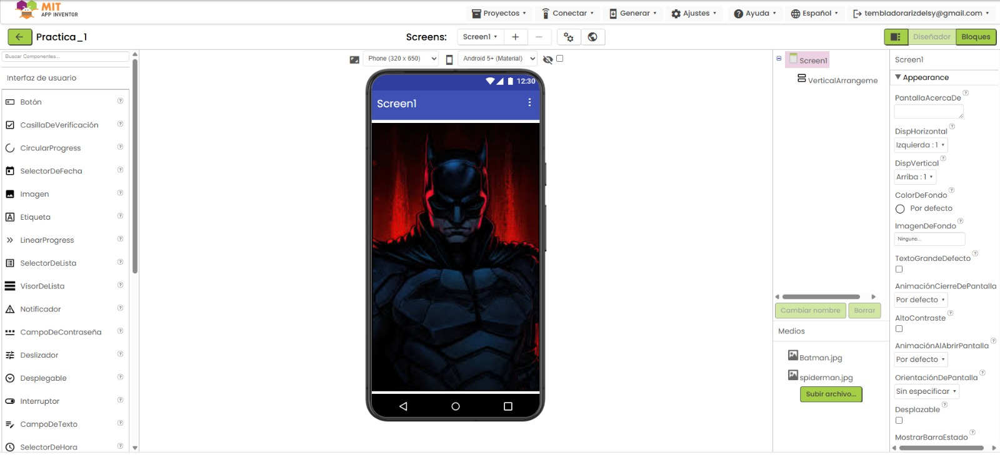 MIT
APP INVENTOR
Proyectos
Conectar
Generar
Ajustes
Ayuda
Español
tembladorarizdelsy@gmail.com
Practica_1
Screens:
Screen1
Diseñador
Bloques
Buscar Componentes...
Interfaz de usuario
Botón
CasillaDeVerificación
CircularProgress
SelectorDeFecha
Imagen
Etiqueta
LinearProgress
SelectorDeLista
VisorDeLista
Notificador
CampoDeContraseña
Deslizador
Desplegable
Interruptor
CampoDeTexto
SelectorDeHora
Phone (320 x 650)
Android 5+ (Material)
12:30
Screen1
Screen1
VerticalArrangeme
Cambiar nombre
Borrar
Medios
Batman.jpg
spiderman.jpg
Subir archivo...
Screen1
Appearance
PantallaAcercaDe
DispHorizontal
Izquierda : 1
DispVertical
Arriba : 1
ColorDeFondo
Por defecto
ImagenDeFondo
Ninguno...
TextoGrandeDefecto
AnimaciónCierreDePantalla
Por defecto
AltoContraste
AnimaciónAlAbrirPantalla
Por defecto
OrientaciónDePantalla
Sin especificar
Desplazable
MostrarBarraEstado